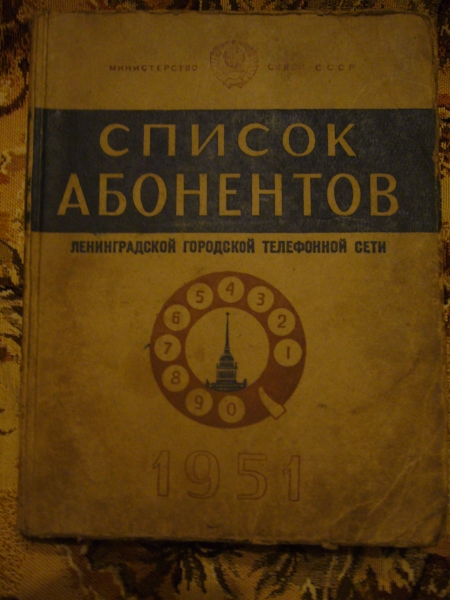 МИНИСТЕРСТВО СВЯЗИ СССР
СПИСОК
АБОНЕНТОВ
ЛЕНИНГРАДСКОЙ ГОРОДСКОЙ ТЕЛЕФОННОЙ СЕТИ
1
2
3
4
5
6
7
8
9
0
1951